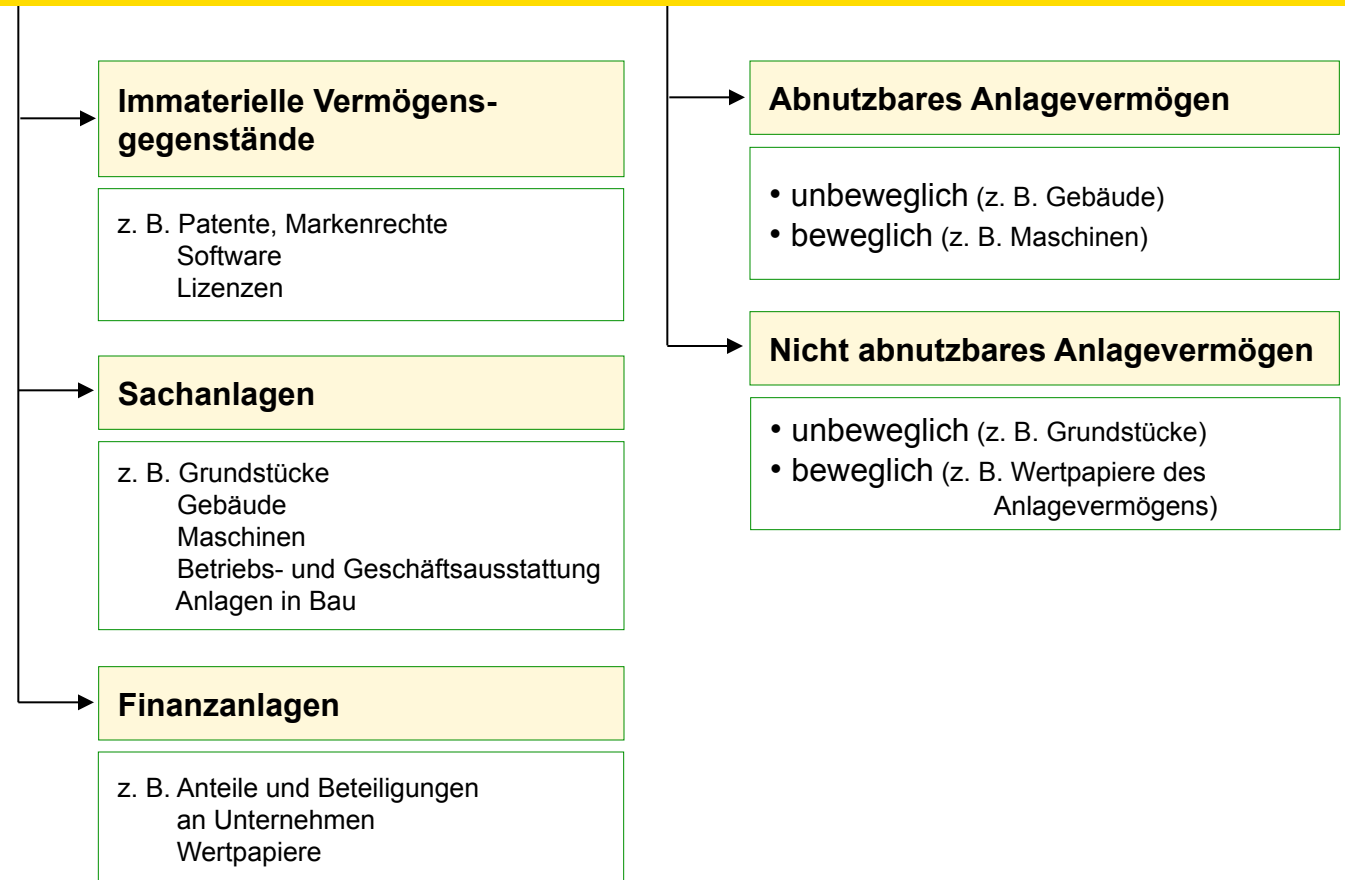 Immaterielle Vermögens-
gegenstände
z. B. Patente, Markenrechte
Software
Lizenzen
Sachanlagen
z. B. Grundstücke
Gebäude
Maschinen
Betriebs- und Geschäftsausstattung
Anlagen in Bau
Finanzanlagen
z. B. Anteile und Beteiligungen
an Unternehmen
Wertpapiere
Abnutzbares Anlagevermögen
• unbeweglich (z. B. Gebäude)
• beweglich (z. B. Maschinen)
Nicht abnutzbares Anlagevermögen
• unbeweglich (z. B. Grundstücke)
• beweglich (z. B. Wertpapiere des
Anlagevermögens)